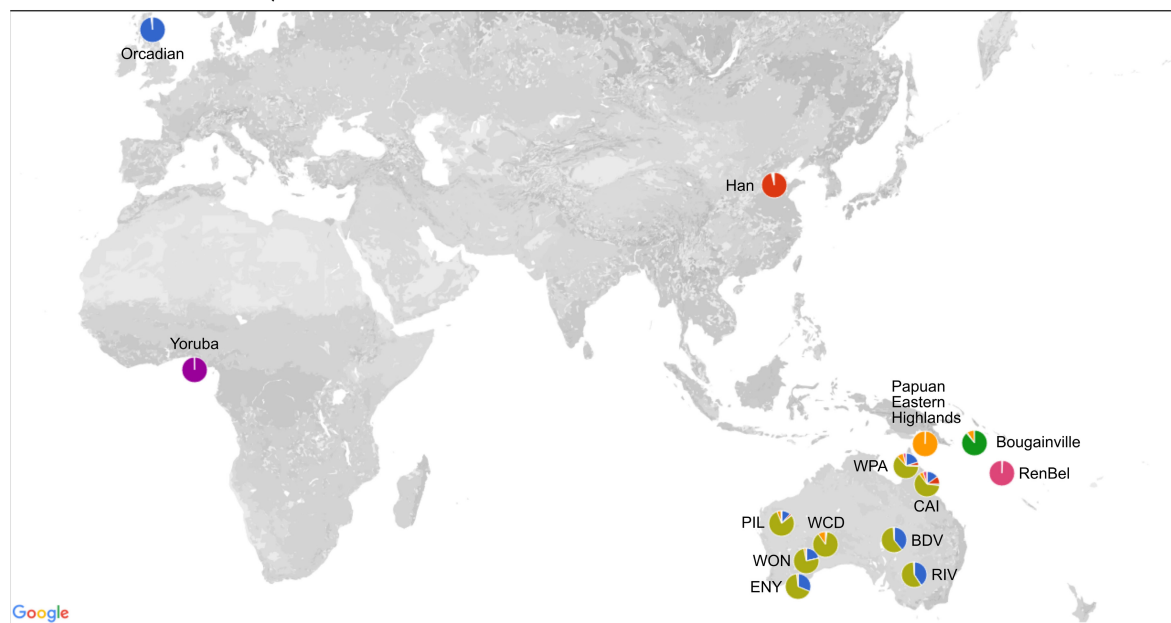 Orcadian
Han
Yoruba
Papuan
Eastern
Highlands
Bougainville
WPA
RenBel
CAI
PIL
WCD
BDV
WON
RIV
ENY
Google